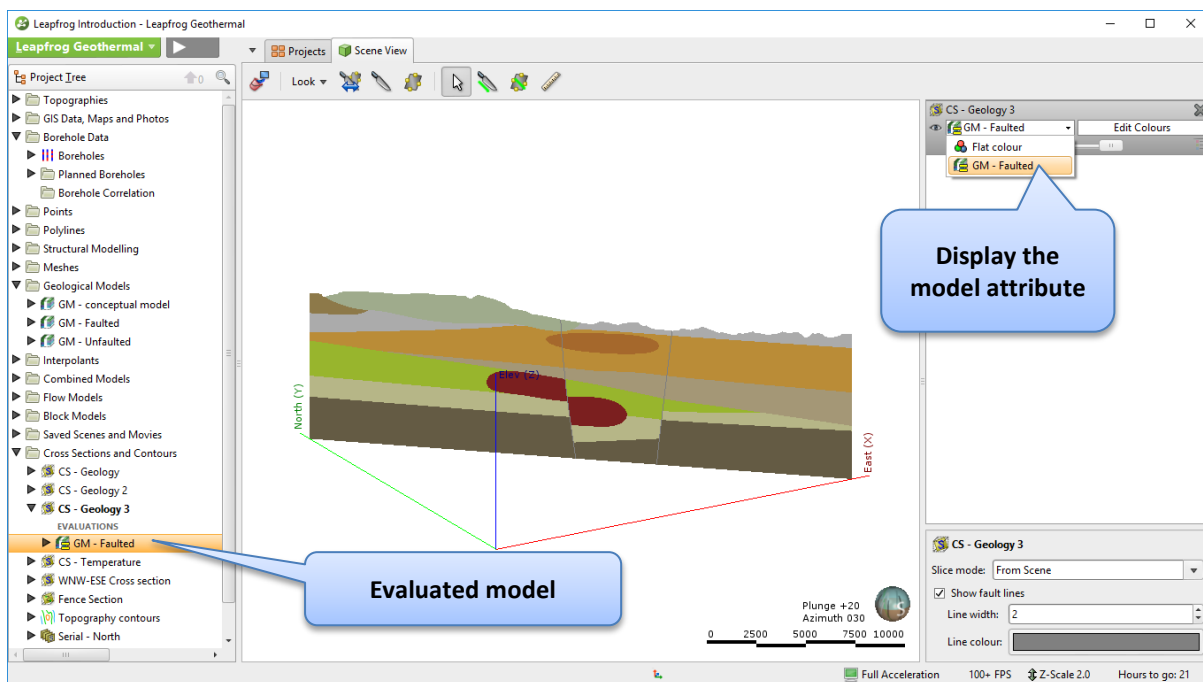 Leapfrog Introduction - Leapfrog Geothermal
Leapfrog Geothermal
Projects
Scene View
Project Tree
0
Look
Topographies
GIS Data, Maps and Photos
Borehole Data
Boreholes
Planned Boreholes
Borehole Correlation
Points
Polylines
Structural Modelling
Meshes
Geological Models
GM - conceptual model
GM - Faulted
GM - Unfaulted
Interpolants
Combined Models
Flow Models
Block Models
Saved Scenes and Movies
Cross Sections and Contours
CS - Geology
CS - Geology 2
CS - Geology 3
EVALUATIONS
GM - Faulted
CS - Temperature
WNW-ESE Cross section
Fence Section
Topography contours
Serial - North
Elev (Z)
North (Y)
East (X)
Evaluated model
Plunge +20
Azimuth 030
S
0 2500 5000 7500 10000
CS - Geology 3
GM - Faulted
Edit Colours
Flat colour
GM - Faulted
Display the
model attribute
CS - Geology 3
Slice mode: From Scene
Show fault lines
Line width: 2
Line colour:
Full Acceleration 100+ FPS Z-Scale 2.0 Hours to go: 21